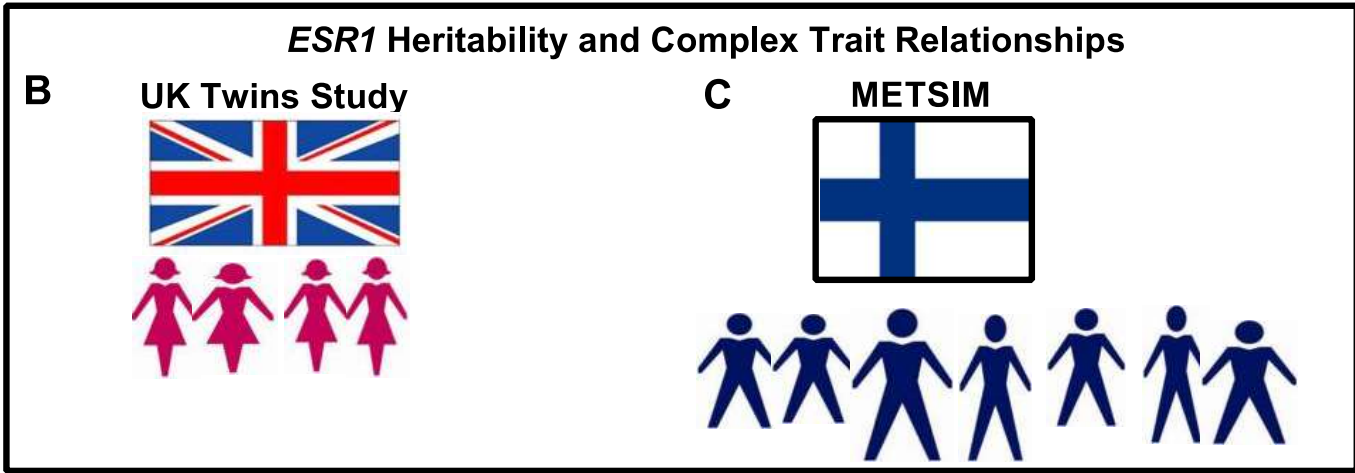 ESR1 Heritability and Complex Trait Relationships
B UK Twins Study
C METSIM